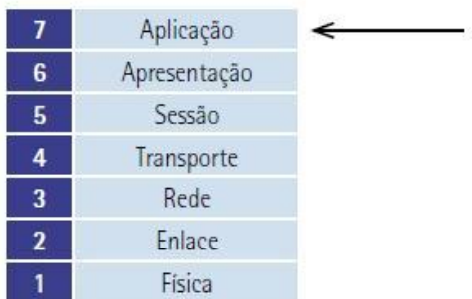 7 Aplicação
6 Apresentação
5 Sessão
4 Transporte
3 Rede
2 Enlace
1 Física